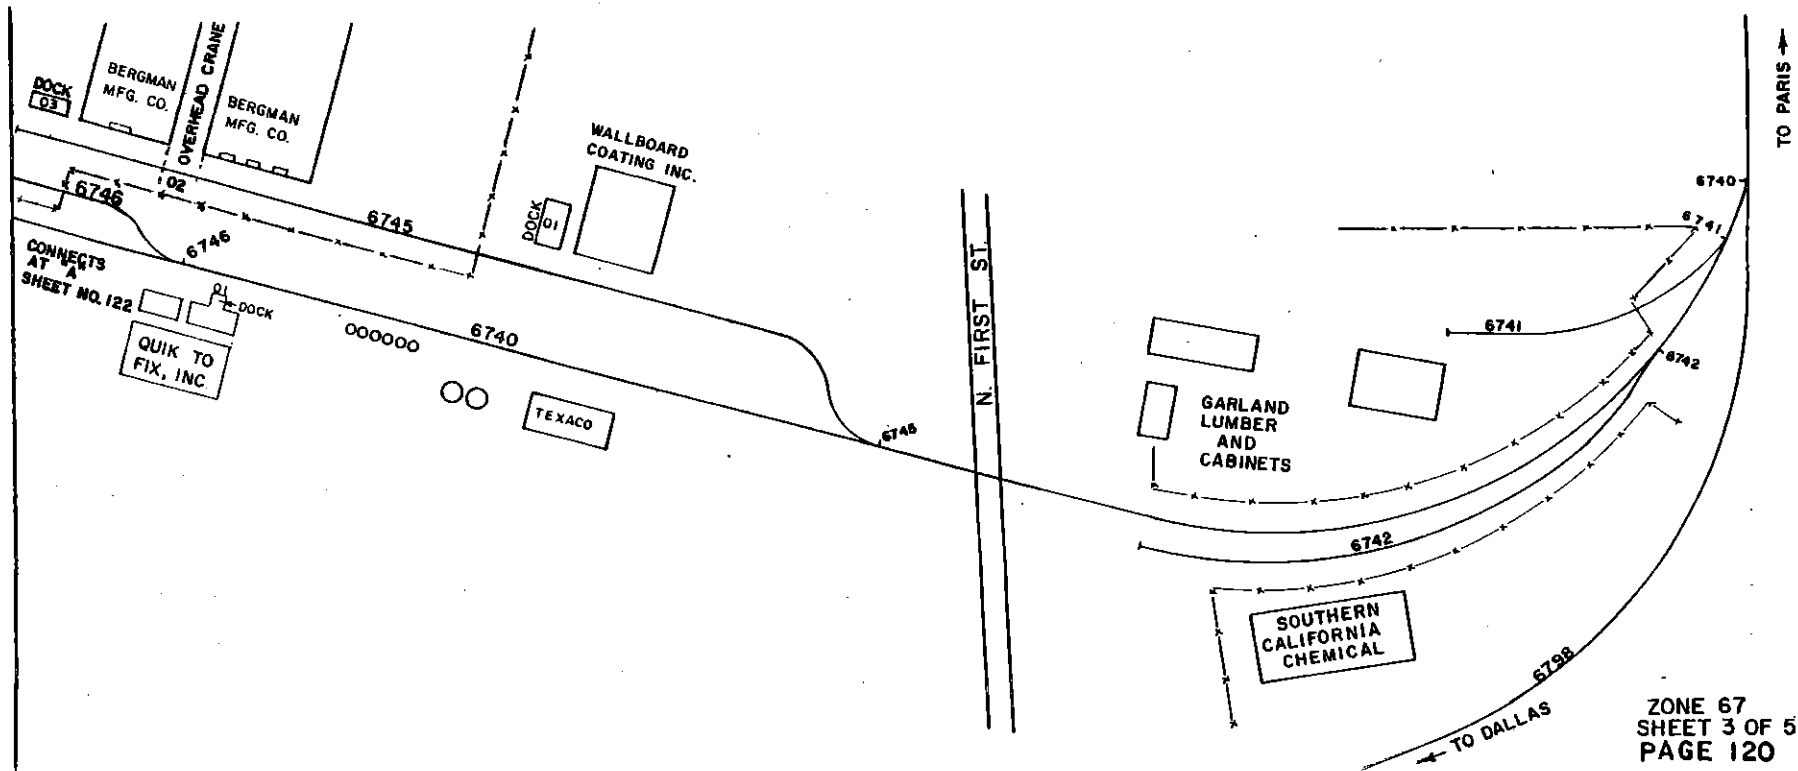 DOCK
03
BERGMAN
MFG. CO.
OVERHEAD CRANE
BERGMAN
MFG. CO.
02
6746
6745
6746
WALLBOARD
COATING INC.
DOCK
01
CONNECTS
AT "A"
SHEET NO. 122
01
DOCK
QUIK TO
FIX, INC.
6740
TEXACO
6745
N. FIRST ST.
TO PARIS
6740
6741
6741
6742
GARLAND
LUMBER
AND
CABINETS
6742
SOUTHERN
CALIFORNIA
CHEMICAL
6798
TO DALLAS
ZONE 67
SHEET 3 OF 5
PAGE 120